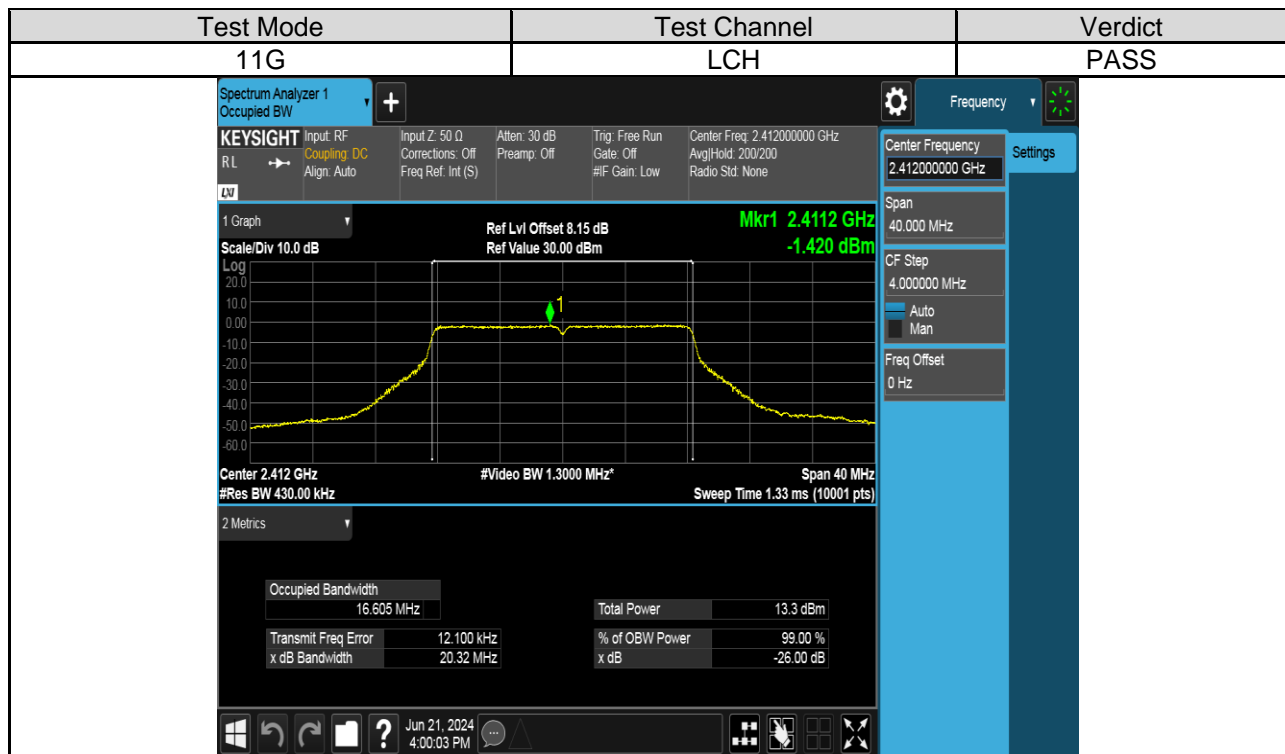 Test Mode Test Channel Verdict
11G LCH PASS
Spectrum Analyzer 1
Occupied BW
+
Frequency
KEYSIGHT Input: RF Input Z: 50 Ω Atten: 30 dB Trig: Free Run Center Freq: 2.412000000 GHz
RL Coupling: DC Corrections: Off Preamp: Off Gate: Off Avg|Hold: 200/200
Align: Auto Freq Ref: Int (S) #IF Gain: Low Radio Std: None
LXI
Center Frequency
2.412000000 GHz
Settings
Span
40.000 MHz
CF Step
4.000000 MHz
Auto
Man
Freq Offset
0 Hz
1 Graph Ref Lvl Offset 8.15 dB Mkr1 2.4112 GHz
Scale/Div 10.0 dB Ref Value 30.00 dBm -1.420 dBm
Log
20.0
10.0
1
0.00
-10.0
-20.0
-30.0
-40.0
-50.0
-60.0
Center 2.412 GHz #Video BW 1.3000 MHz* Span 40 MHz
#Res BW 430.00 kHz Sweep Time 1.33 ms (10001 pts)
2 Metrics
Occupied Bandwidth
16.605 MHz Total Power 13.3 dBm
Transmit Freq Error 12.100 kHz % of OBW Power 99.00 %
x dB Bandwidth 20.32 MHz x dB -26.00 dB
? Jun 21, 2024
4:00:03 PM